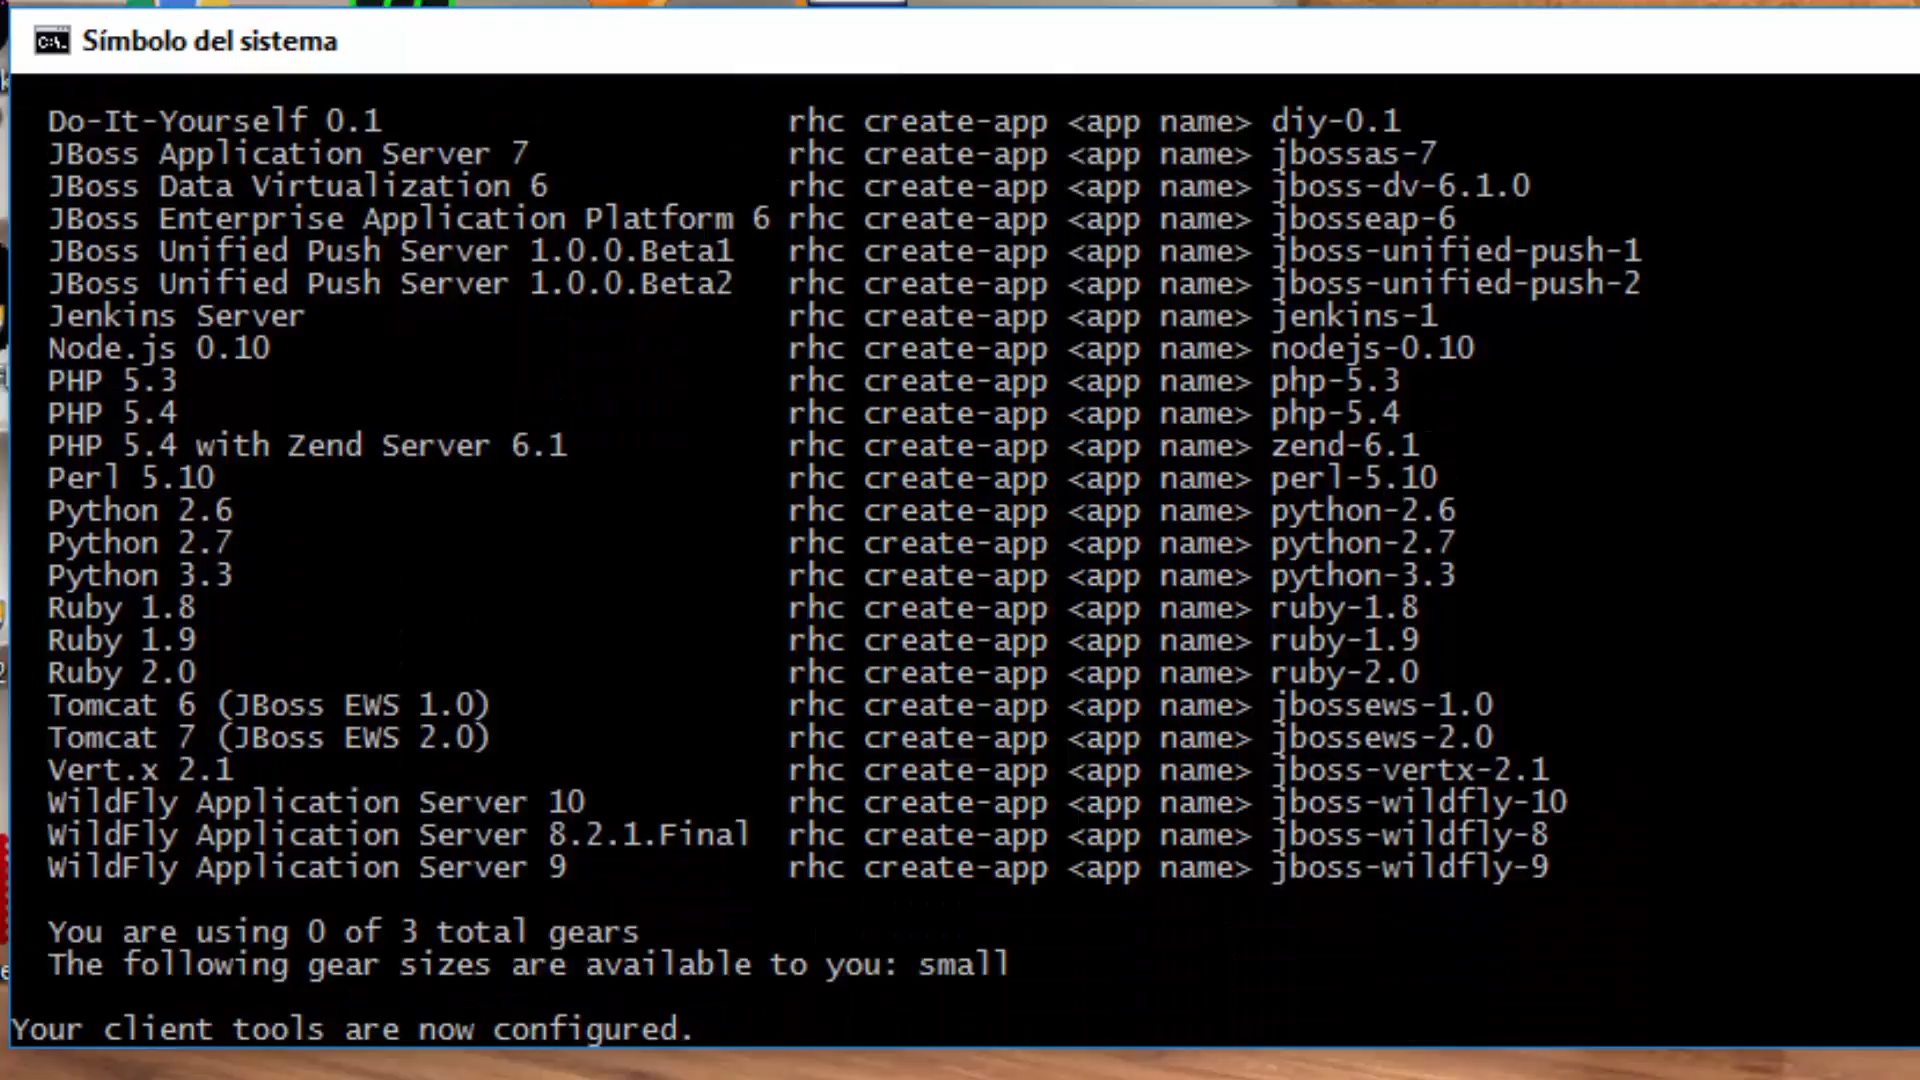 Símbolo del sistema
Do-It-Yourself 0.1 rhc create-app <app name> diy-0.1
JBoss Application Server 7 rhc create-app <app name> jbossas-7
JBoss Data Virtualization 6 rhc create-app <app name> jboss-dv-6.1.0
JBoss Enterprise Application Platform 6 rhc create-app <app name> jbosseap-6
JBoss Unified Push Server 1.0.0.Beta1 rhc create-app <app name> jboss-unified-push-1
JBoss Unified Push Server 1.0.0.Beta2 rhc create-app <app name> jboss-unified-push-2
Jenkins Server rhc create-app <app name> jenkins-1
Node.js 0.10 rhc create-app <app name> nodejs-0.10
PHP 5.3 rhc create-app <app name> php-5.3
PHP 5.4 rhc create-app <app name> php-5.4
PHP 5.4 with Zend Server 6.1 rhc create-app <app name> zend-6.1
Perl 5.10 rhc create-app <app name> perl-5.10
Python 2.6 rhc create-app <app name> python-2.6
Python 2.7 rhc create-app <app name> python-2.7
Python 3.3 rhc create-app <app name> python-3.3
Ruby 1.8 rhc create-app <app name> ruby-1.8
Ruby 1.9 rhc create-app <app name> ruby-1.9
Ruby 2.0 rhc create-app <app name> ruby-2.0
Tomcat 6 (JBoss EWS 1.0) rhc create-app <app name> jbossews-1.0
Tomcat 7 (JBoss EWS 2.0) rhc create-app <app name> jbossews-2.0
Vert.x 2.1 rhc create-app <app name> jboss-vertx-2.1
WildFly Application Server 10 rhc create-app <app name> jboss-wildfly-10
WildFly Application Server 8.2.1.Final rhc create-app <app name> jboss-wildfly-8
WildFly Application Server 9 rhc create-app <app name> jboss-wildfly-9
You are using 0 of 3 total gears
The following gear sizes are available to you: small
Your client tools are now configured.